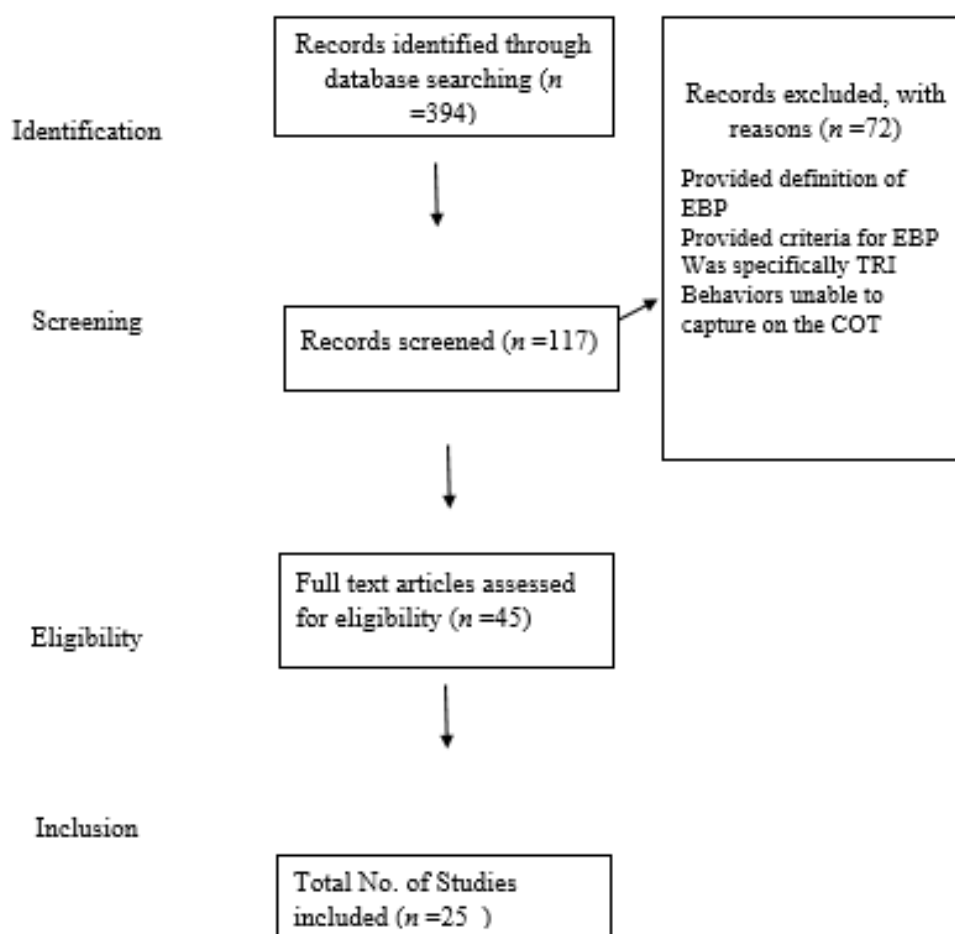 Records identified through
database searching (n
=394)
Identification
Records excluded, with
reasons (n =72)
Provided definition of
EBP
Provided criteria for EBP
Was specifically TRI
Behaviors unable to
capture on the COT
Screening
Records screened (n =117)
Full text articles assessed
for eligibility (n =45)
Eligibility
Inclusion
Total No. of Studies
included (n =25 )